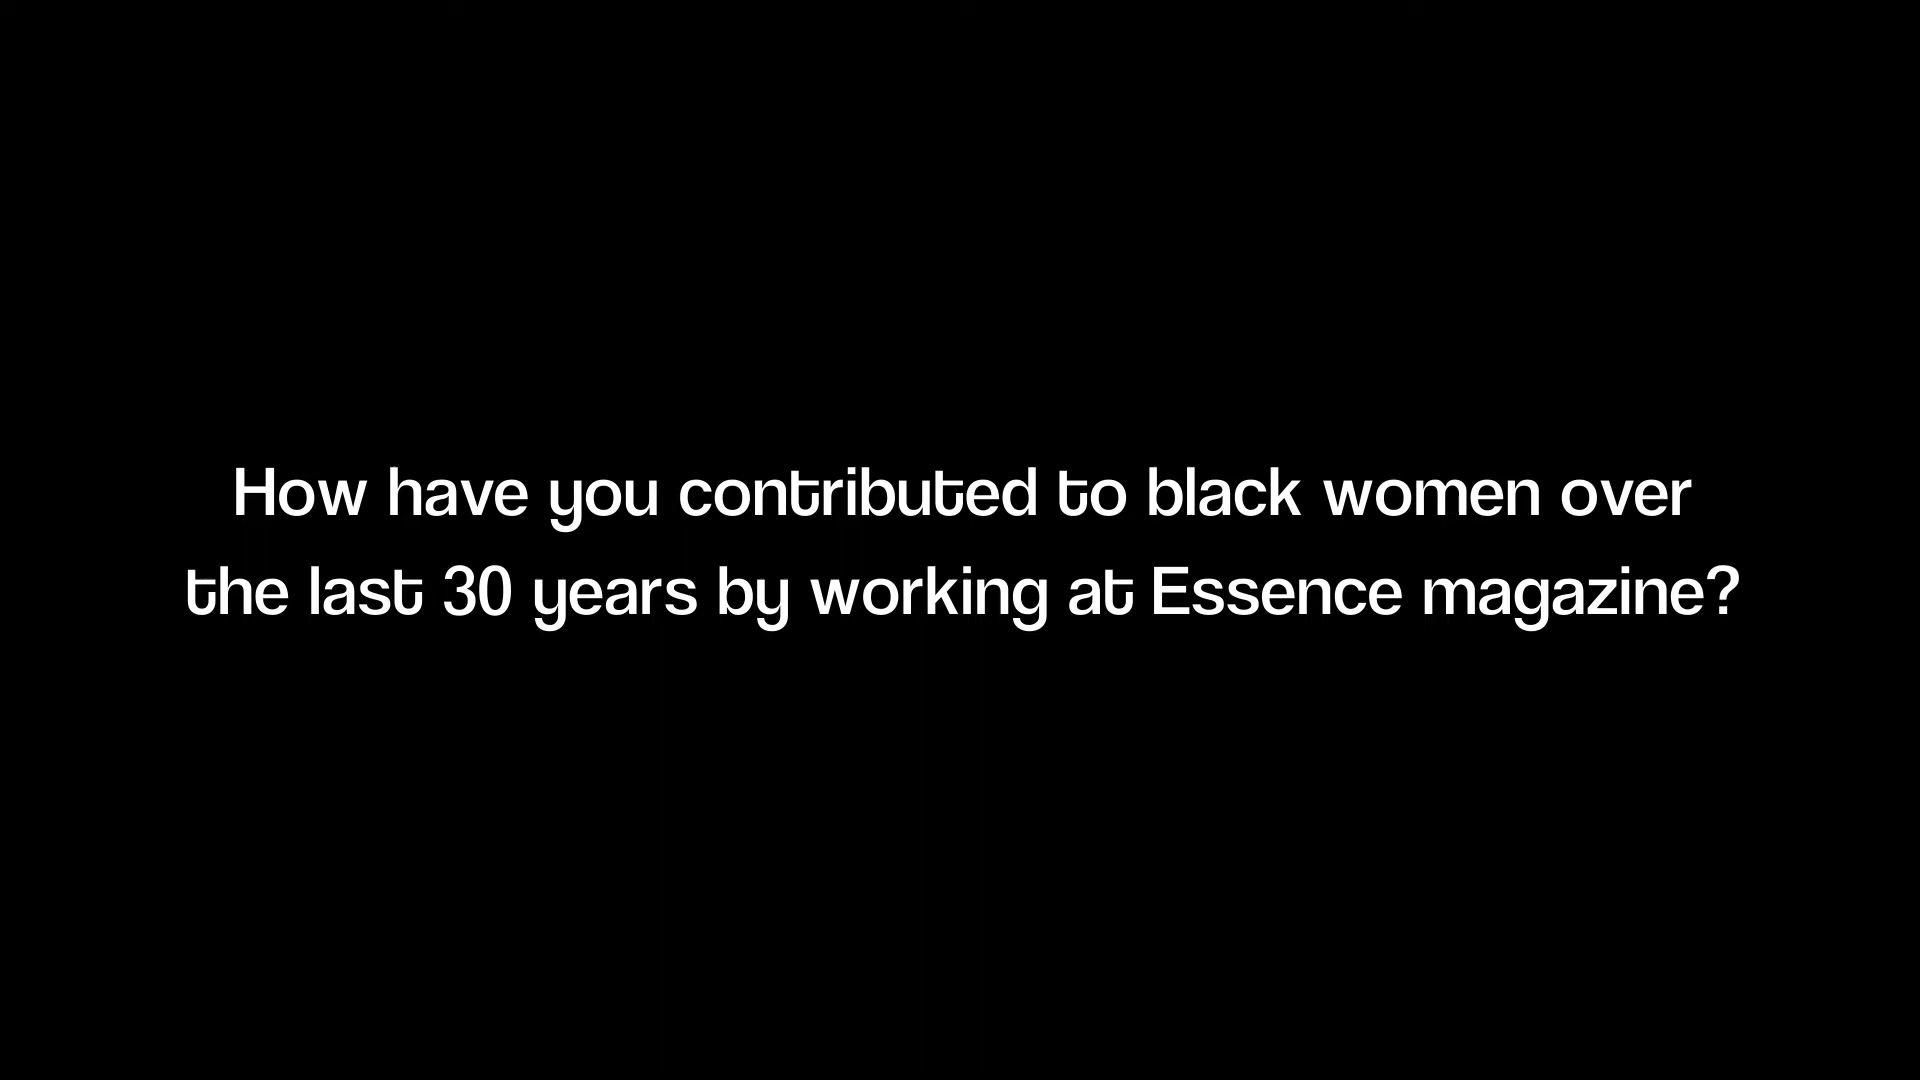 How have you contributed to black women over
the last 30 years by working at Essence magazine?